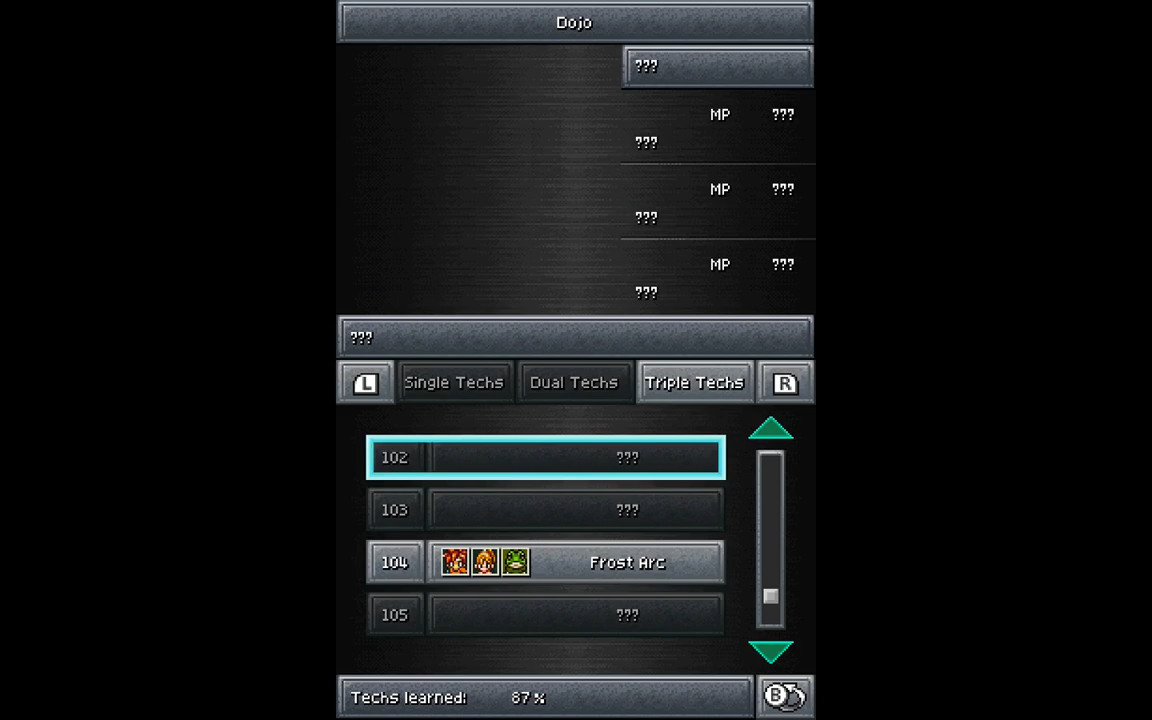 Dojo
???
MP ???
???
MP ???
???
MP ???
???
???
L Single Techs Dual Techs Triple Techs R
102 ???
103 ???
104 Frost Arc
105 ???
Techs learned: 87% B